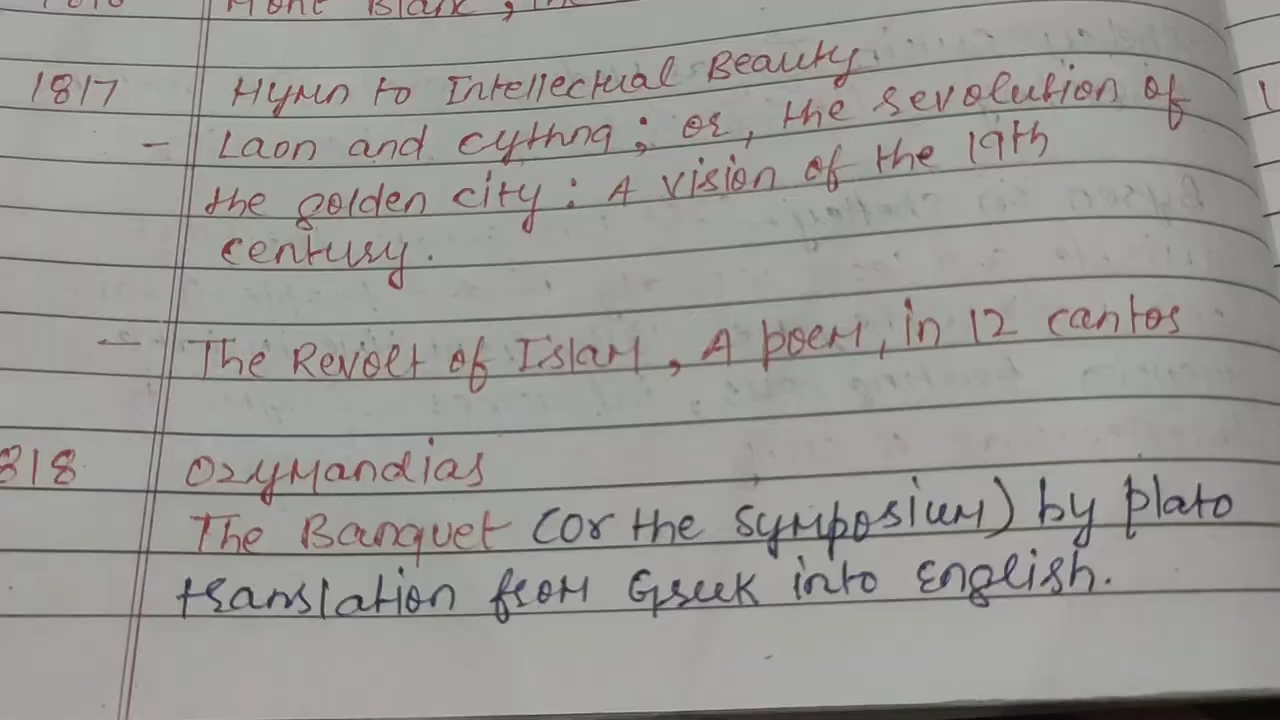 Mont Blanc,
1817 Hymn to Intellectual Beauty.
- Laon and cythna; or, the revolution of
the golden city: A vision of the 19th
century.
- The Revolt of Islam, A poem, in 12 cantos
818 Ozymandias
The Banquet (or the symposium) by plato
translation from Greek into english.